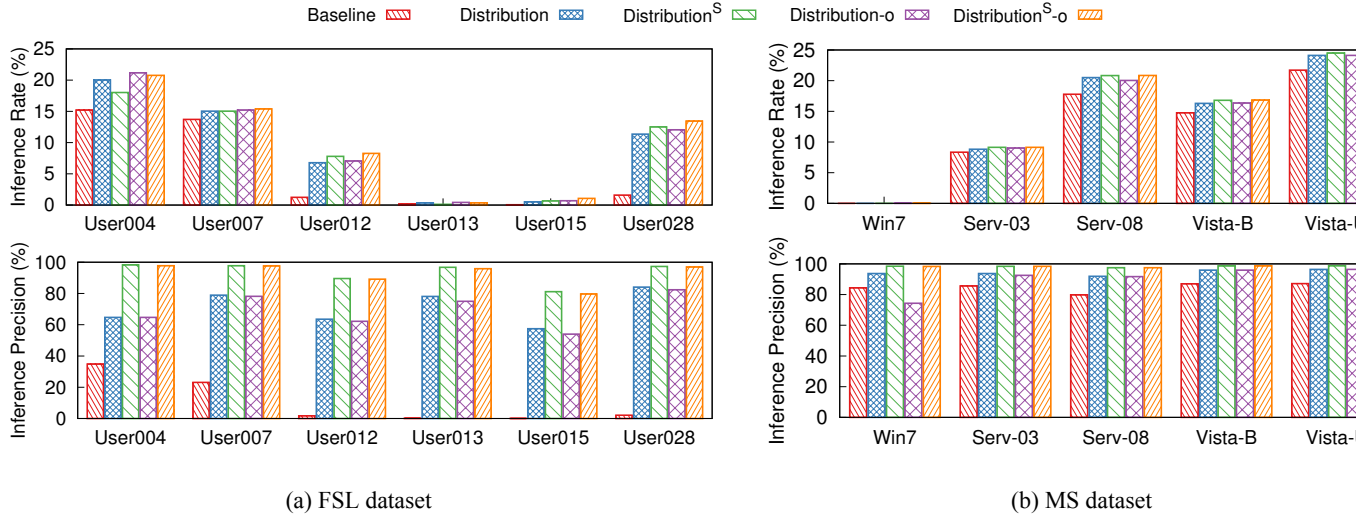 Baseline Distribution Distribution^S Distribution-o Distribution^S-o
Inference Rate (%)
25
20
15
10
5
0
User004 User007 User012 User013 User015 User028
Inference Precision (%)
100
80
60
40
20
0
User004 User007 User012 User013 User015 User028
(a) FSL dataset
Inference Rate (%)
25
20
15
10
5
0
Win7 Serv-03 Serv-08 Vista-B
Inference Precision (%)
100
80
60
40
20
0
Win7 Serv-03 Serv-08 Vista-B
(b) MS dataset